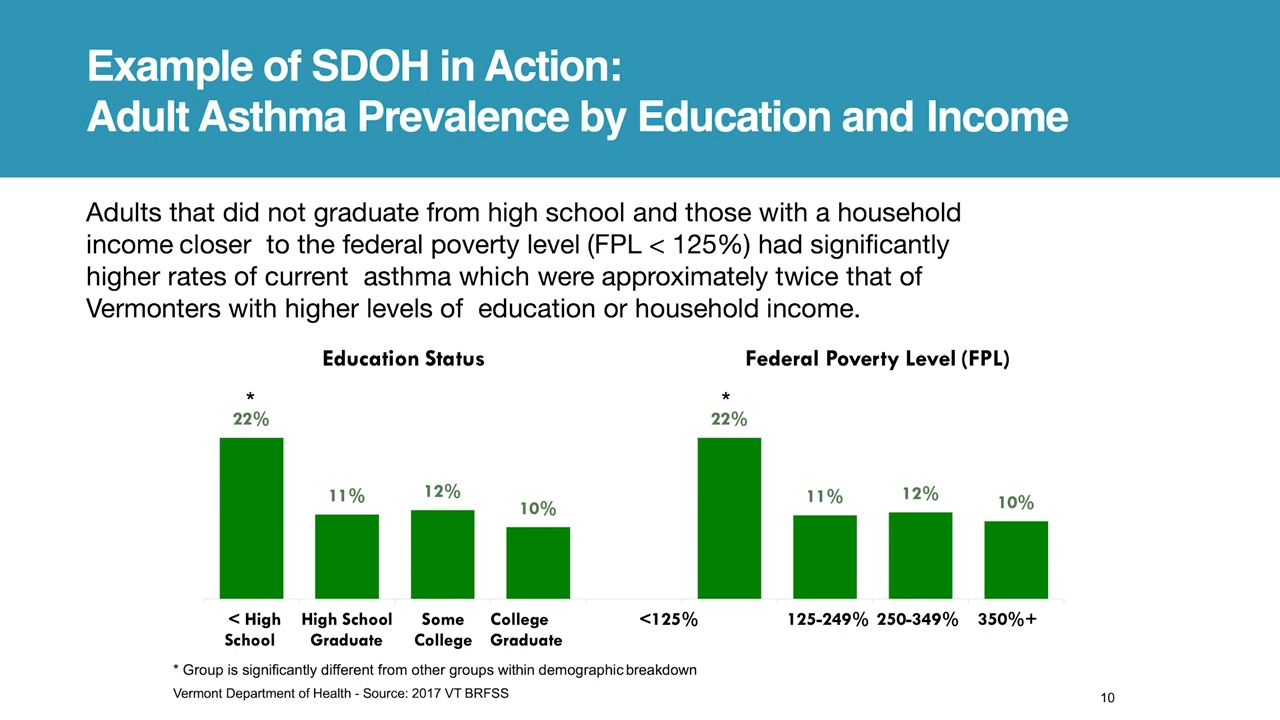 Example of SDOH in Action:
Adult Asthma Prevalence by Education and Income
Adults that did not graduate from high school and those with a household
income closer to the federal poverty level (FPL < 125%) had significantly
higher rates of current asthma which were approximately twice that of
Vermonters with higher levels of education or household income.
Education Status
*
22%
11%
12%
10%
< High School
High School Graduate
Some College
College Graduate
Federal Poverty Level (FPL)
*
22%
11%
12%
10%
<125%
125-249%
250-349%
350%+
* Group is significantly different from other groups within demographic breakdown
Vermont Department of Health - Source: 2017 VT BRFSS
10